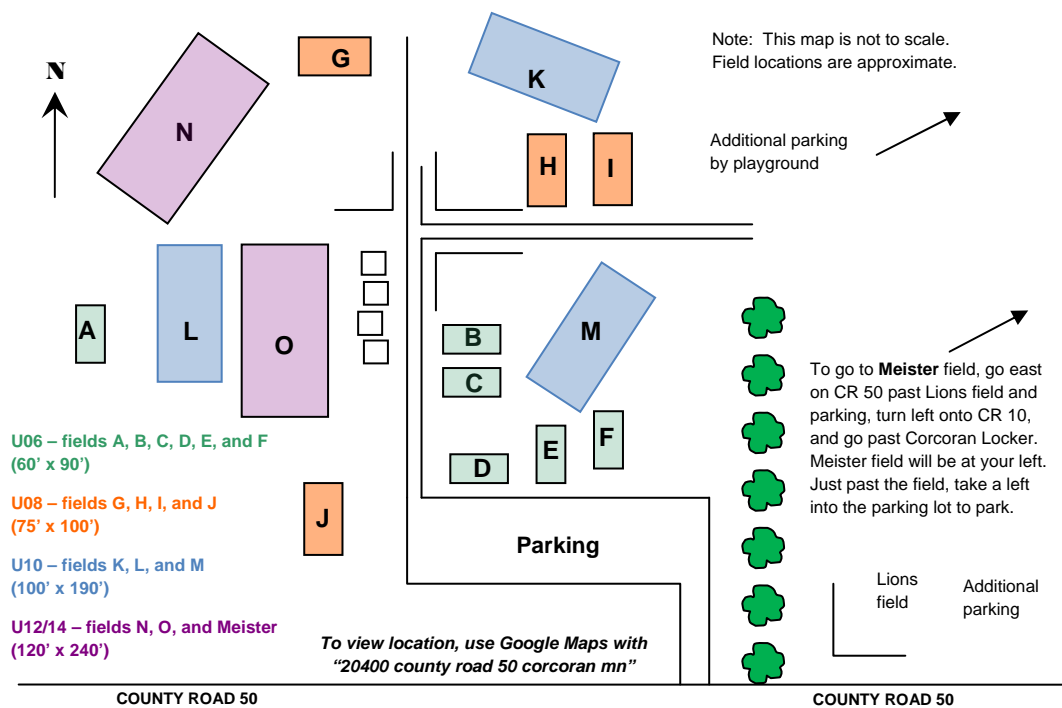 N
G
K
N
H
I
Note:  This map is not to scale.
Field locations are approximate.
Additional parking
by playground
A
L
O
B
C
M
D
E
F
J
To go to Meister field, go east
on CR 50 past Lions field and
parking, turn left onto CR 10,
and go past Corcoran Locker.
Meister field will be at your left.
Just past the field, take a left
into the parking lot to park.
U06 – fields A, B, C, D, E, and F
(60’ x 90’)
U08 – fields G, H, I, and J
(75’ x 100’)
U10 – fields K, L, and M
(100’ x 190’)
U12/14 – fields N, O, and Meister
(120’ x 240’)
Parking
Lions
field
Additional
parking
To view location, use Google Maps with
“20400 county road 50 corcoran mn”
COUNTY ROAD 50
COUNTY ROAD 50